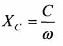 X_C = C/ω